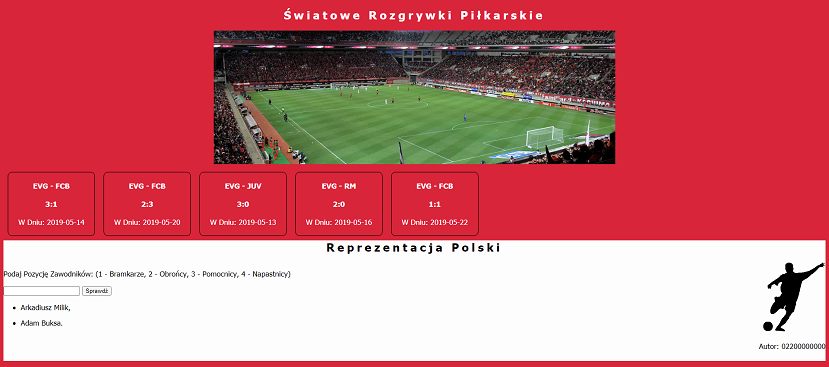 Światowe Rozgrywki Piłkarskie
EVG - FCB
3:1
W Dniu: 2019-05-14
EVG - FCB
2:3
W Dniu: 2019-05-20
EVG - JUV
3:0
W Dniu: 2019-05-13
EVG - RM
2:0
W Dniu: 2019-05-16
EVG - FCB
1:1
W Dniu: 2019-05-22
Reprezentacja Polski
Podaj Pozycję Zawodników: (1 - Bramkarze, 2 - Obrońcy, 3 - Pomocnicy, 4 - Napastnicy)
Sprawdź
Arkadiusz Milik,
Adam Buksa.
Autor: 02200000000